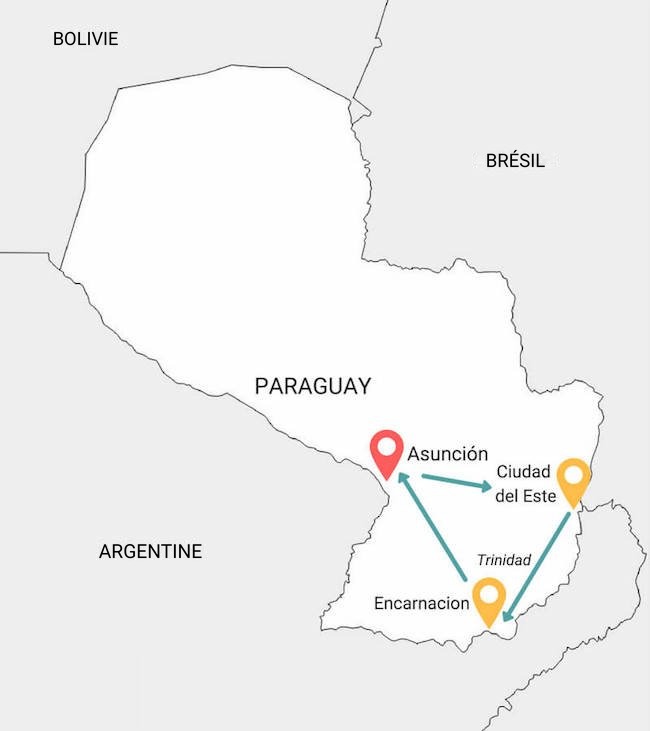 BOLIVIE
BRÉSIL
PARAGUAY
Asunción
Ciudad
del Este
ARGENTINE
Trinidad
Encarnacion